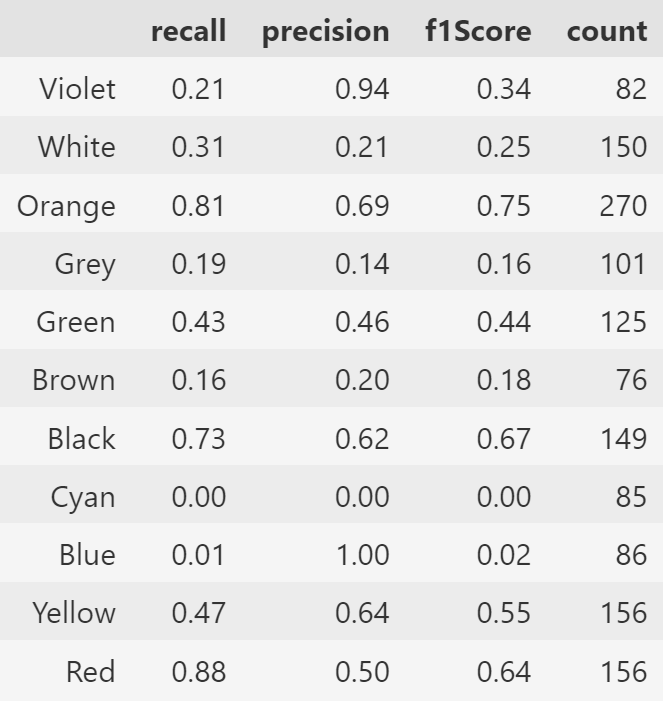 recall precision f1Score count
Violet 0.21 0.94 0.34 82
White 0.31 0.21 0.25 150
Orange 0.81 0.69 0.75 270
Grey 0.19 0.14 0.16 101
Green 0.43 0.46 0.44 125
Brown 0.16 0.20 0.18 76
Black 0.73 0.62 0.67 149
Cyan 0.00 0.00 0.00 85
Blue 0.01 1.00 0.02 86
Yellow 0.47 0.64 0.55 156
Red 0.88 0.50 0.64 156